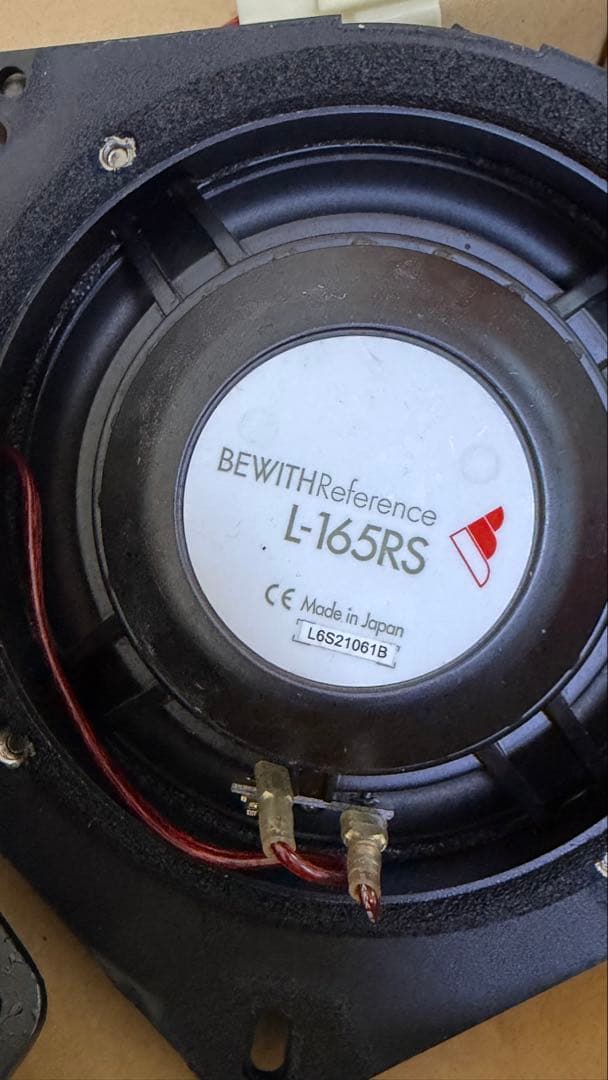 BEWITHReference
L-165RS
CE Made in Japan
L6S21061B